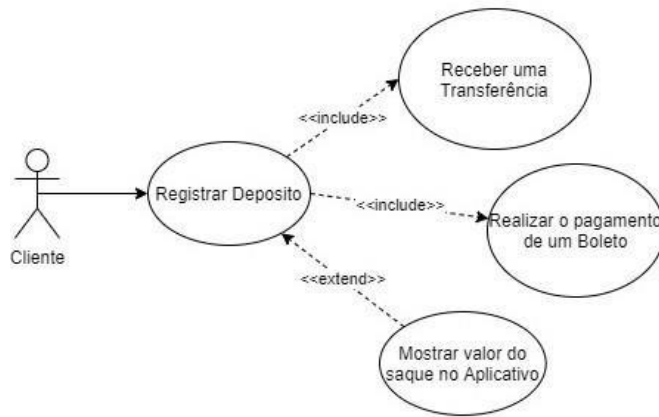 Receber uma
Transferência
<<include>>
Registrar Deposito
<<include>>
Realizar o pagamento
de um Boleto
Cliente
<<extend>>
Mostrar valor do
saque no Aplicativo